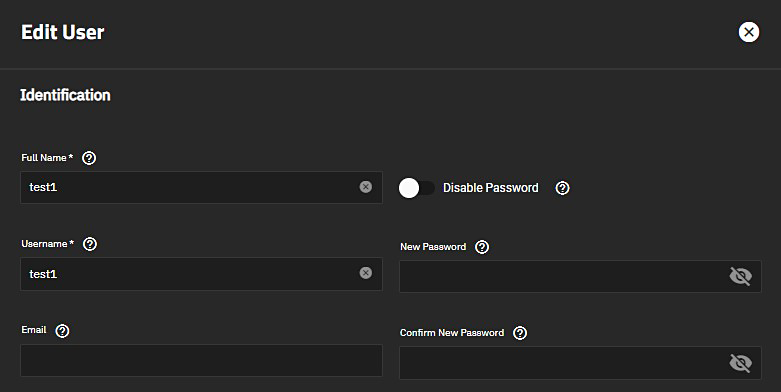 Edit User
Identification
Full Name *
test1
Disable Password
Username *
New Password
test1
Email
Confirm New Password